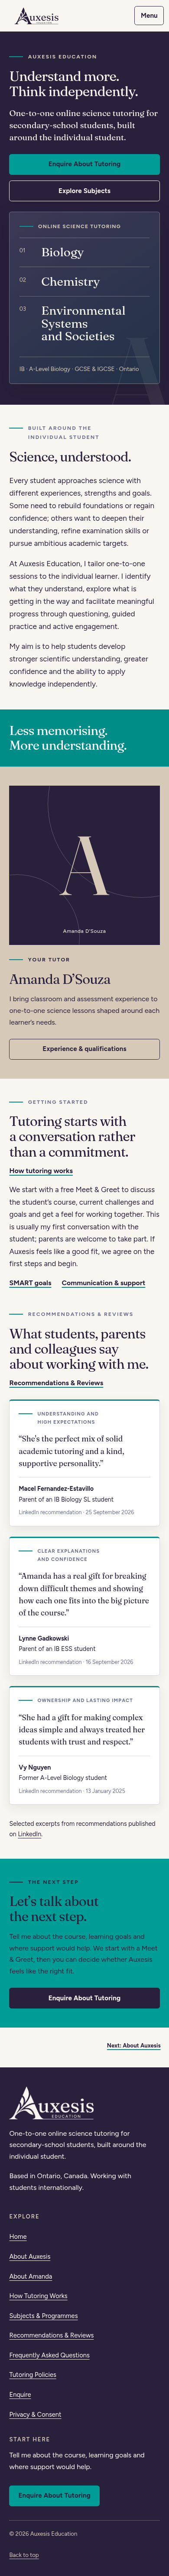 Auxesis
EDUCATION
Menu
AUXESIS EDUCATION
Understand more.
Think independently.
One-to-one online science tutoring for
secondary-school students, built
around the individual student.
Enquire About Tutoring
Explore Subjects
ONLINE SCIENCE TUTORING
01 Biology
02 Chemistry
03 Environmental
Systems
and Societies
IB · A-Level Biology · GCSE & IGCSE · Ontario
BUILT AROUND THE
INDIVIDUAL STUDENT
Science, understood.
Every student approaches science with
different experiences, strengths and goals.
Some need to rebuild foundations or regain
confidence; others want to deepen their
understanding, refine examination skills or
pursue ambitious academic targets.
At Auxesis Education, I tailor one-to-one
sessions to the individual learner. I identify
what they understand, explore what is
getting in the way and facilitate meaningful
progress through questioning, guided
practice and active engagement.
My aim is to help students develop
stronger scientific understanding, greater
confidence and the ability to apply
knowledge independently.
Less memorising.
More understanding.
A
Amanda D'Souza
YOUR TUTOR
Amanda D'Souza
I bring classroom and assessment experience to
one-to-one science lessons shaped around each
learner's needs.
Experience & qualifications
GETTING STARTED
Tutoring starts with
a conversation rather
than a commitment.
How tutoring works
We start with a free Meet & Greet to discuss
the student's course, current challenges and
goals and get a feel for working together. This
is usually my first conversation with the
student; parents are welcome to take part. If
Auxesis feels like a good fit, we agree on the
first steps and begin.
SMART goals Communication & support
RECOMMENDATIONS & REVIEWS
What students, parents
and colleagues say
about working with me.
Recommendations & Reviews
UNDERSTANDING AND
HIGH EXPECTATIONS
“She's the perfect mix of solid
academic tutoring and a kind,
supportive personality.”
Macel Fernandez-Estavillo
Parent of an IB Biology SL student
LinkedIn recommendation · 25 September 2026
CLEAR EXPLANATIONS
AND CONFIDENCE
“Amanda has a real gift for breaking
down difficult themes and showing
how each one fits into the big picture
of the course.”
Lynne Gadkowski
Parent of an IB ESS student
LinkedIn recommendation · 16 September 2026
OWNERSHIP AND LASTING IMPACT
“She had a gift for making complex
ideas simple and always treated her
students with trust and respect.”
Vy Nguyen
Former A-Level Biology student
LinkedIn recommendation · 13 January 2025
Selected excerpts from recommendations published
on LinkedIn.
THE NEXT STEP
Let's talk about
the next step.
Tell me about the course, learning goals and
where support would help. We start with a Meet
& Greet, then you can decide whether Auxesis
feels like the right fit.
Enquire About Tutoring
Next: About Auxesis
Auxesis
EDUCATION
One-to-one online science tutoring for
secondary-school students, built around the
individual student.
Based in Ontario, Canada. Working with
students internationally.
EXPLORE
Home
About Auxesis
About Amanda
How Tutoring Works
Subjects & Programmes
Recommendations & Reviews
Frequently Asked Questions
Tutoring Policies
Enquire
Privacy & Consent
START HERE
Tell me about the course, learning goals and
where support would help.
Enquire About Tutoring
© 2026 Auxesis Education
Back to top